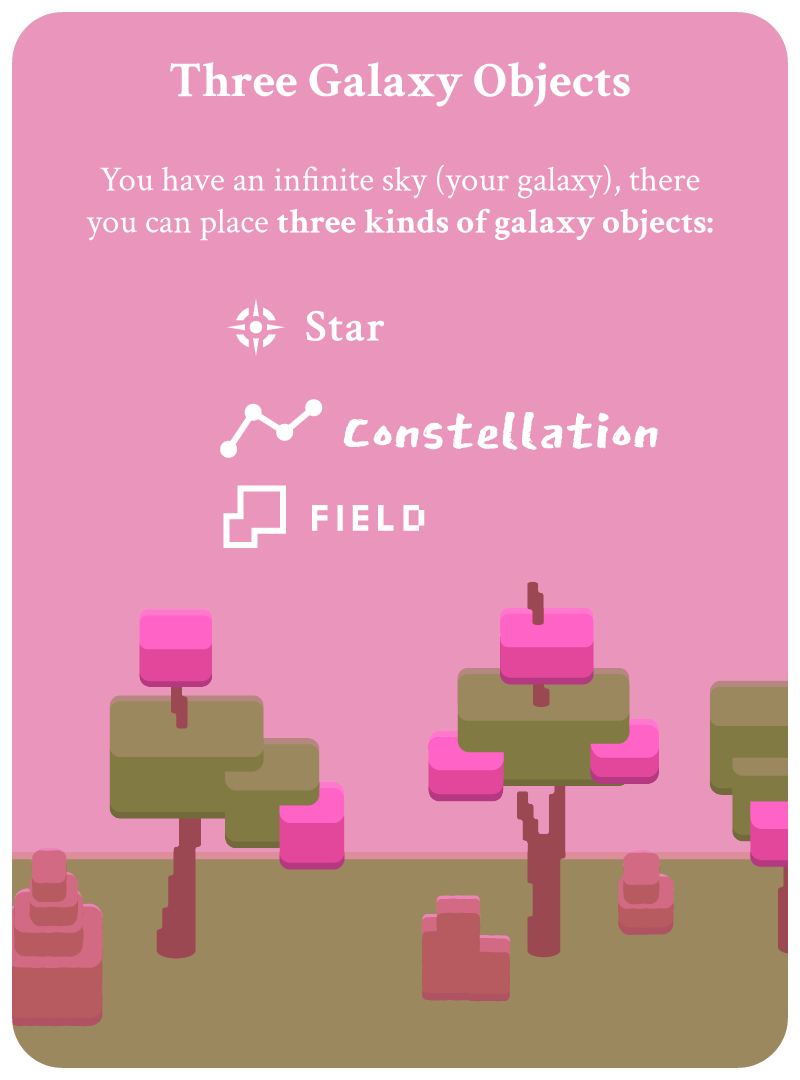 Three Galaxy Objects
You have an infinite sky (your galaxy), there
you can place three kinds of galaxy objects:
Star
Constellation
FIELD